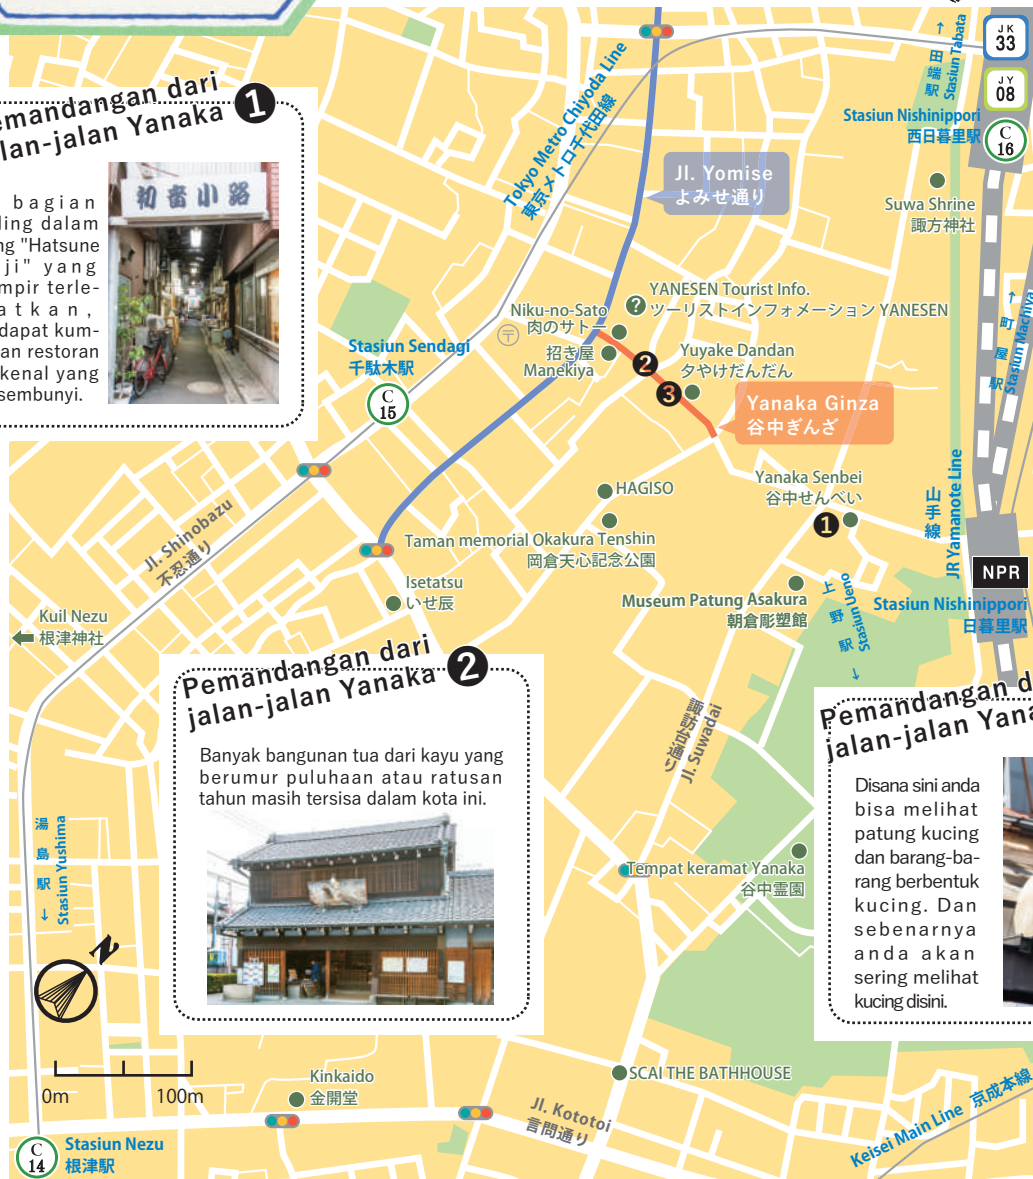 Pemandangan dari
jalan-jalan Yanaka
1
bagian
dalam
"Hatsune
ji" yang
terle-
atkan,
dapat kum-
an restoran
kenal yang
sembunyi.
初音小路
Tokyo Metro Chiyoda Line
東京メトロ千代田線
Jl. Yomise
よみせ通り
↑ 田端駅
Stasiun Tabata
JK
33
JY
08
Stasiun Nishinippori
西日暮里駅
C
16
Suwa Shrine
諏方神社
YANESEN Tourist Info.
ツーリストインフォメーション YANESEN
?
Niku-no-Sato
肉のサトー
〒
招き屋
Manekiya
2
Yuyake Dandan
夕やけだんだん
3
Stasiun Sendagi
千駄木駅
C
15
Yanaka Ginza
谷中ぎんざ
↑ 町屋駅
Stasiun Machiya
Yanaka Senbei
谷中せんべい
1
HAGISO
山手線
JR Yamanote Line
Jl. Shinobazu
不忍通り
Taman memorial Okakura Tenshin
岡倉天心記念公園
NPR
Isetatsu
いせ辰
Museum Patung Asakura
朝倉彫塑館
上野駅 ↓
Stasiun Ueno
Stasiun Nishinippori
日暮里駅
Kuil Nezu
根津神社
Pemandangan dari
jalan-jalan Yanaka
2
Banyak bangunan tua dari kayu yang
berumur puluhaan atau ratusan
tahun masih tersisa dalam kota ini.
諏訪台通り
Jl. Suwadai
Pemandangan d
jalan-jalan Yana
Disana sini anda
bisa melihat
patung kucing
dan barang-ba-
rang berbentuk
kucing. Dan
sebenarnya
anda akan
sering melihat
kucing disini.
湯島駅 ↓
Stasiun Yushima
Tempat keramat Yanaka
谷中霊園
N
0m
100m
Kinkaido
金開堂
SCAI THE BATHHOUSE
Jl. Kototoi
言問通り
Keisei Main Line 京成本線
C
14
Stasiun Nezu
根津駅